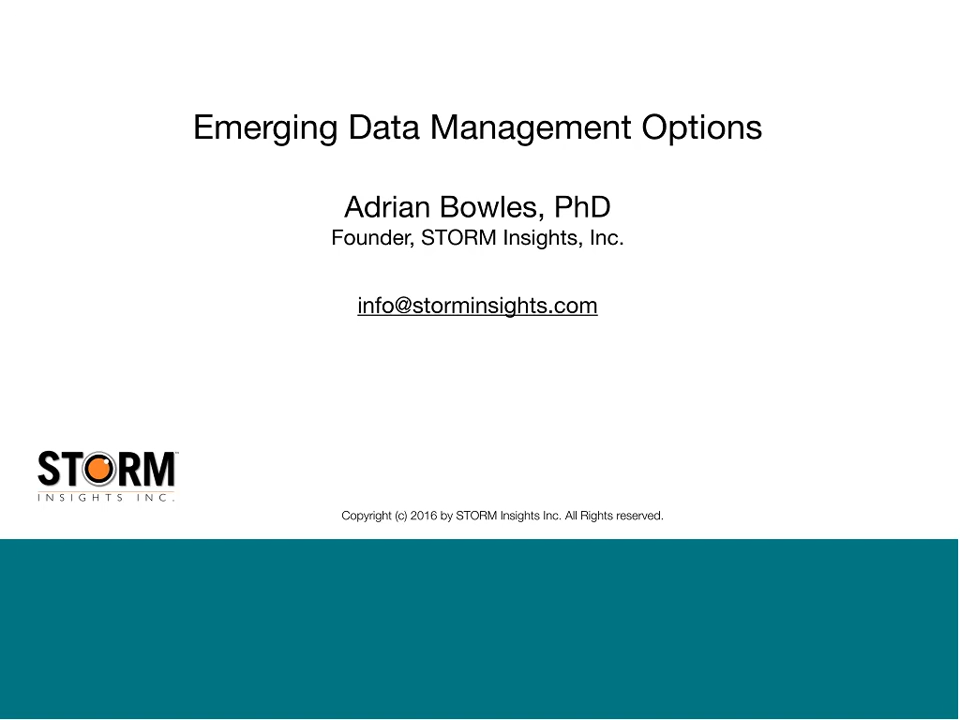 Emerging Data Management Options
Adrian Bowles, PhD
Founder, STORM Insights, Inc.
info@storminsights.com
STORM™
INSIGHTS INC.
Copyright (c) 2016 by STORM Insights Inc. All Rights reserved.